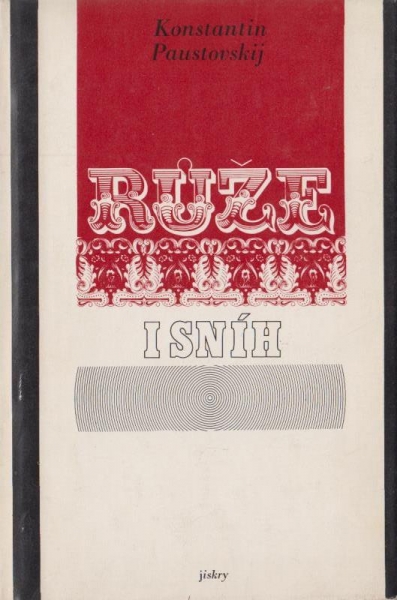 Konstantin
Paustovskij
RŮŽE
I SNÍH
jiskry